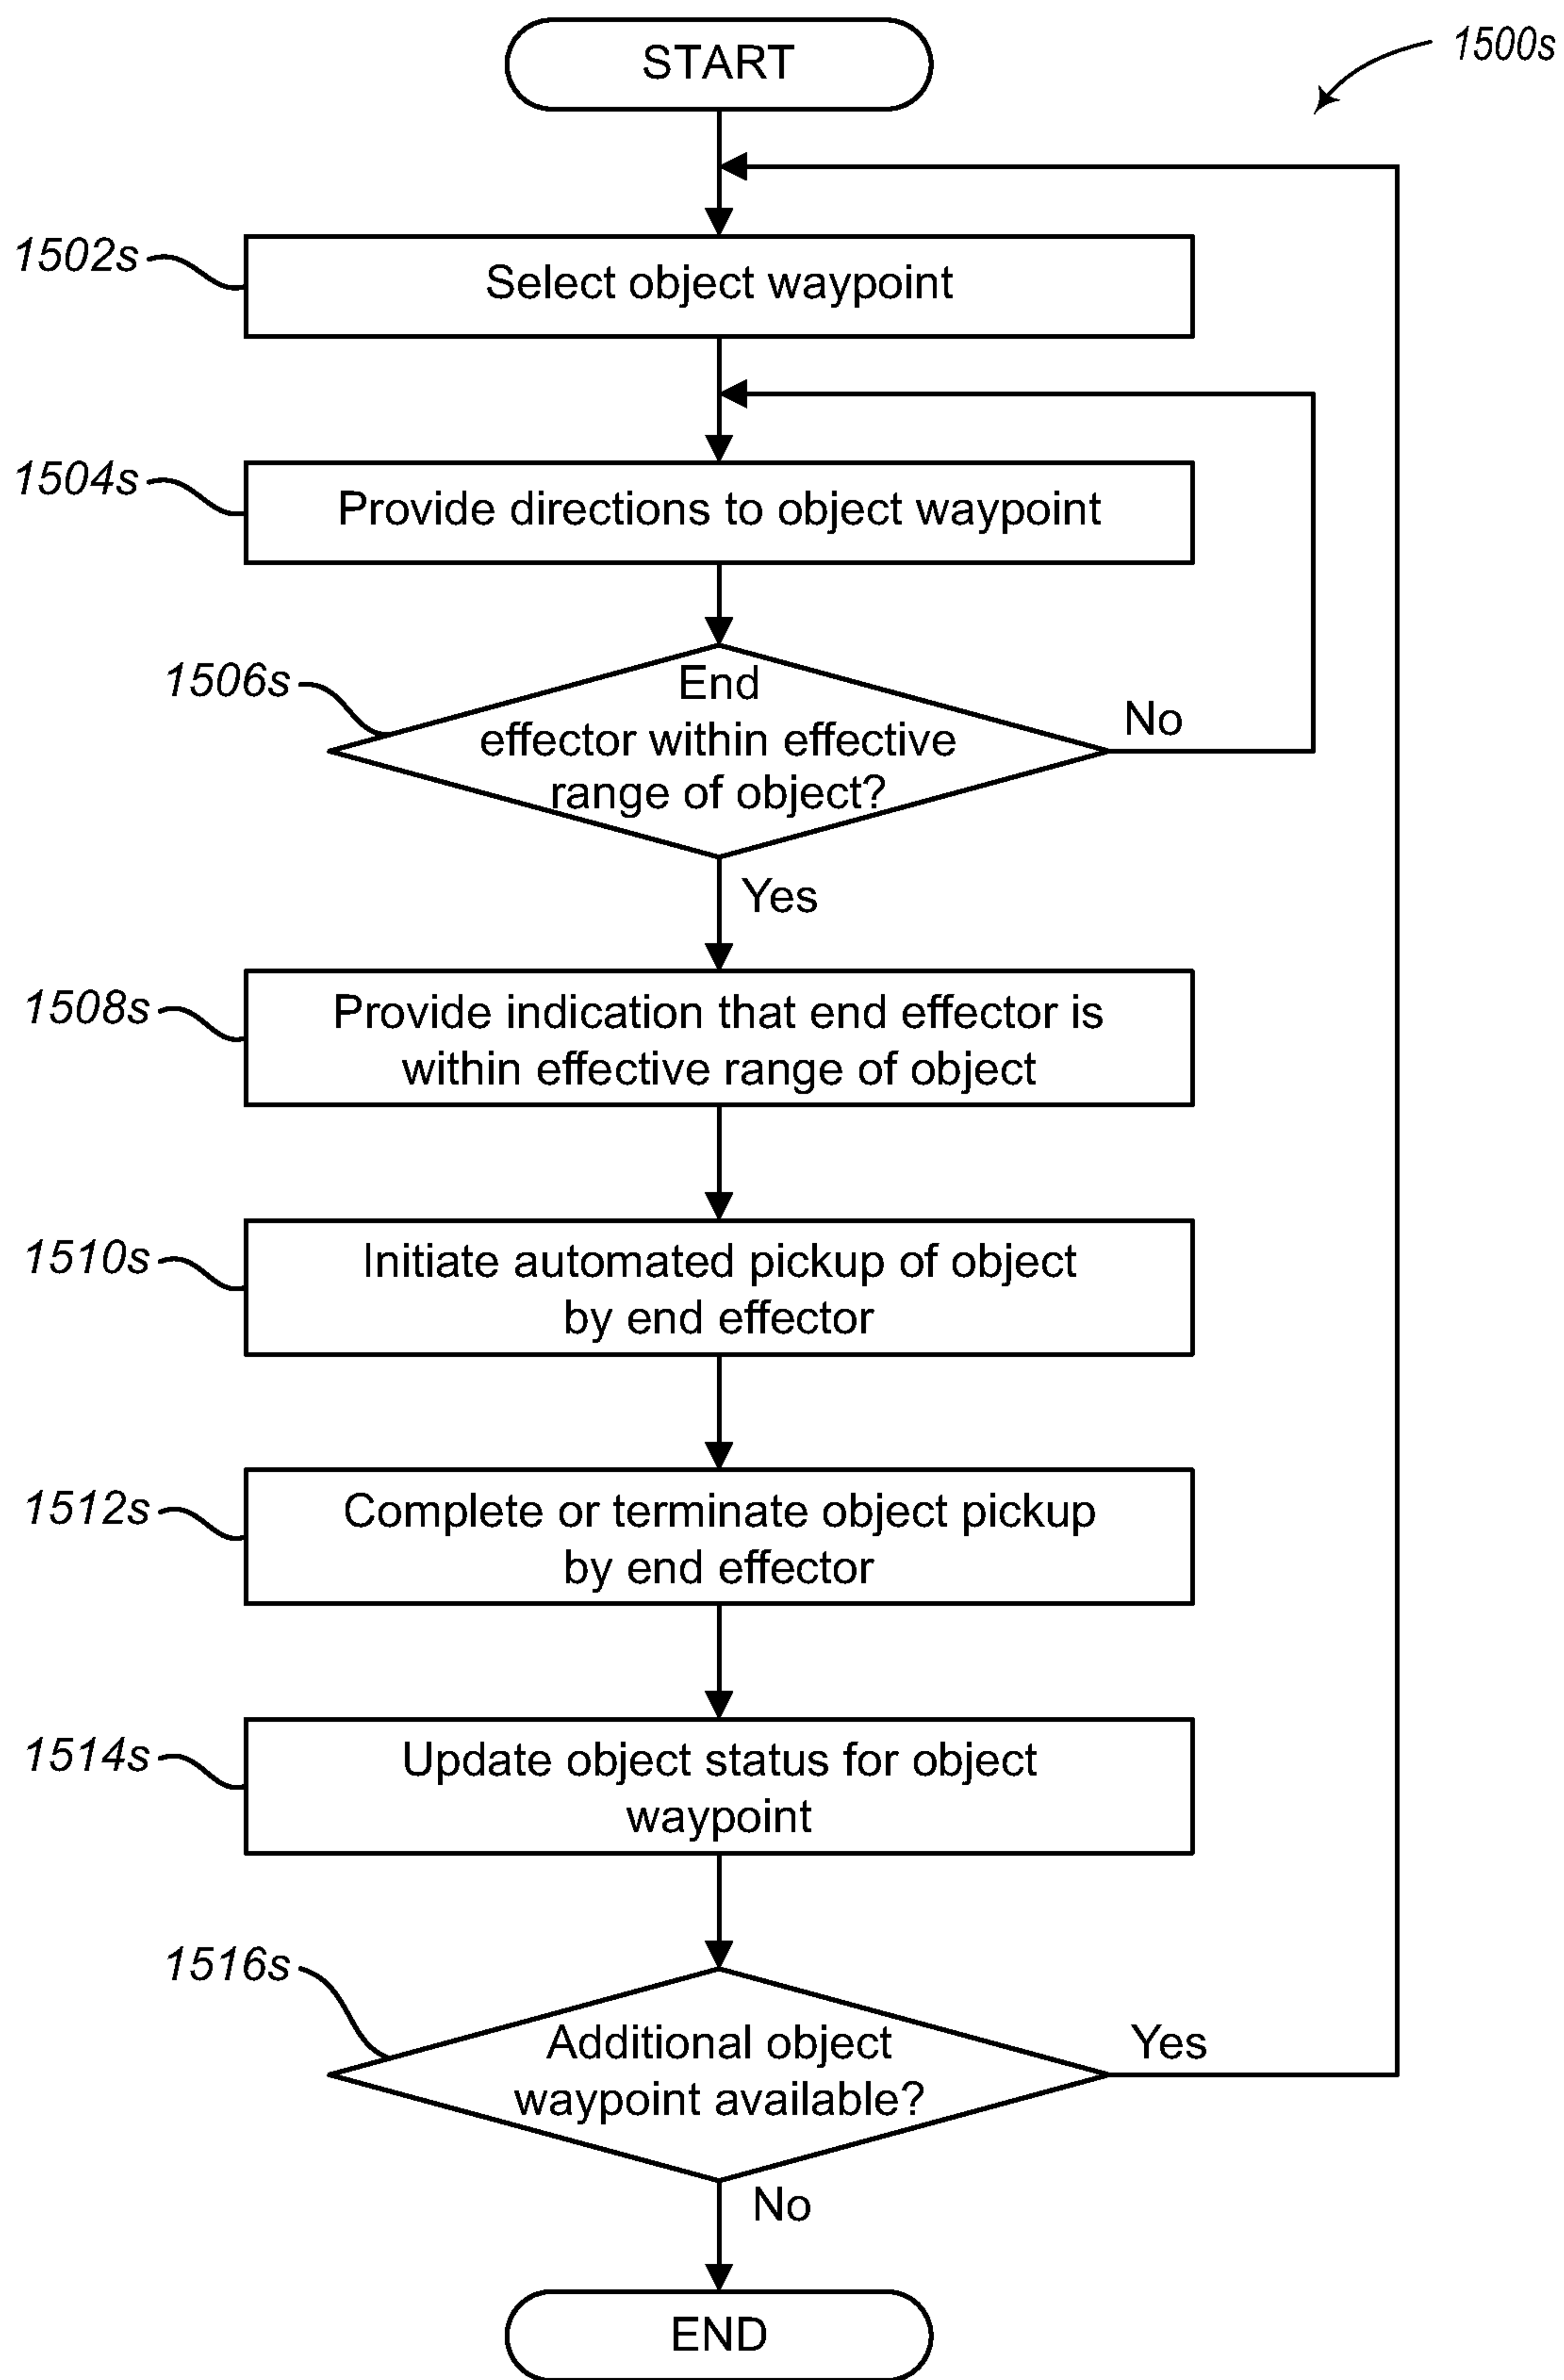 START
1500s
1502s
Select object waypoint
1504s
Provide directions to object waypoint
1506s
End
effector within effective
range of object?
No
Yes
1508s
Provide indication that end effector is
within effective range of object
1510s
Initiate automated pickup of object
by end effector
1512s
Complete or terminate object pickup
by end effector
1514s
Update object status for object
waypoint
1516s
Additional object
waypoint available?
Yes
No
END